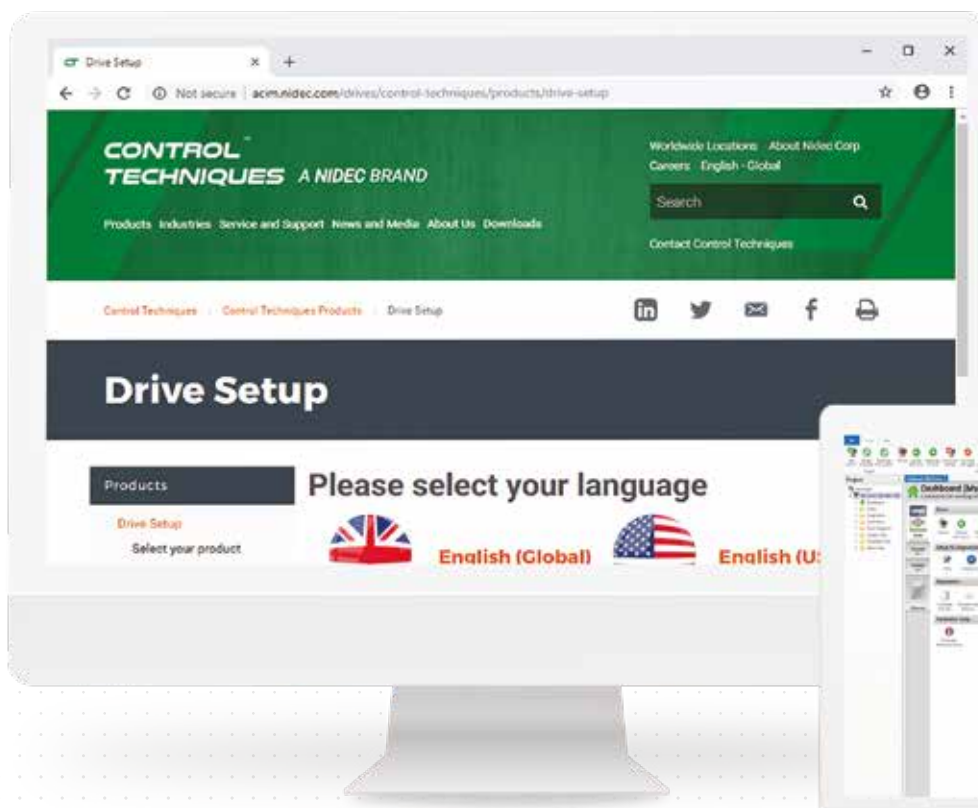 Drive Setup
Not secure | acim.nidec.com/drives/control-techniques/products/drive-setup
CONTROL™
TECHNIQUES A NIDEC BRAND
Worldwide Locations About Nidec Corp
Careers English - Global
Search
Products Industries Service and Support News and Media About Us Downloads
Contact Control Techniques
Control Techniques Control Techniques Products Drive Setup
Drive Setup
Products
Drive Setup
Select your product
Please select your language
English (Global)
English (U
Project
Dashboard